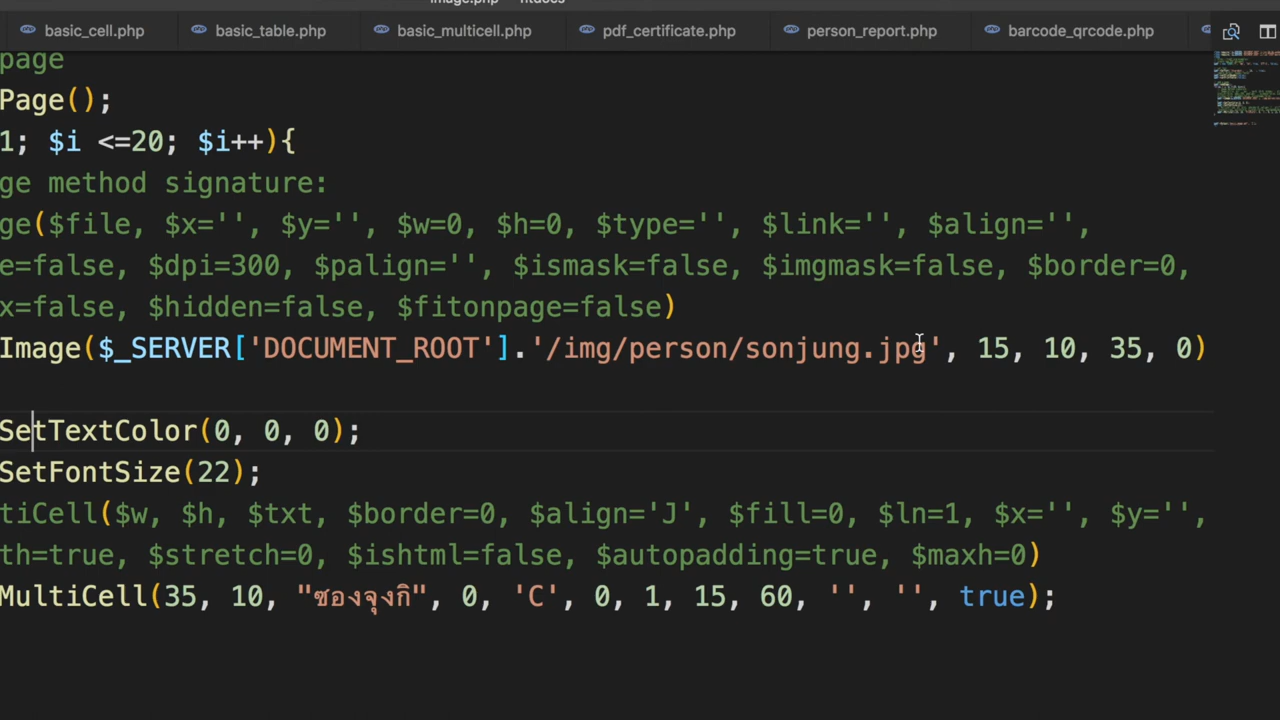 basic_cell.php basic_table.php basic_multicell.php pdf_certificate.php person_report.php barcode_qrcode.php
page
Page();
1; $i <=20; $i++){
ge method signature:
ge($file, $x='', $y='', $w=0, $h=0, $type='', $link='', $align='',
e=false, $dpi=300, $palign='', $ismask=false, $imgmask=false, $border=0,
x=false, $hidden=false, $fitonpage=false)
Image($_SERVER['DOCUMENT_ROOT'].'/img/person/sonjung.jpg', 15, 10, 35, 0)
SetTextColor(0, 0, 0);
SetFontSize(22);
tiCell($w, $h, $txt, $border=0, $align='J', $fill=0, $ln=1, $x='', $y='',
th=true, $stretch=0, $ishtml=false, $autopadding=true, $maxh=0)
MultiCell(35, 10, "ซองจุงกิ", 0, 'C', 0, 1, 15, 60, '', '', true);